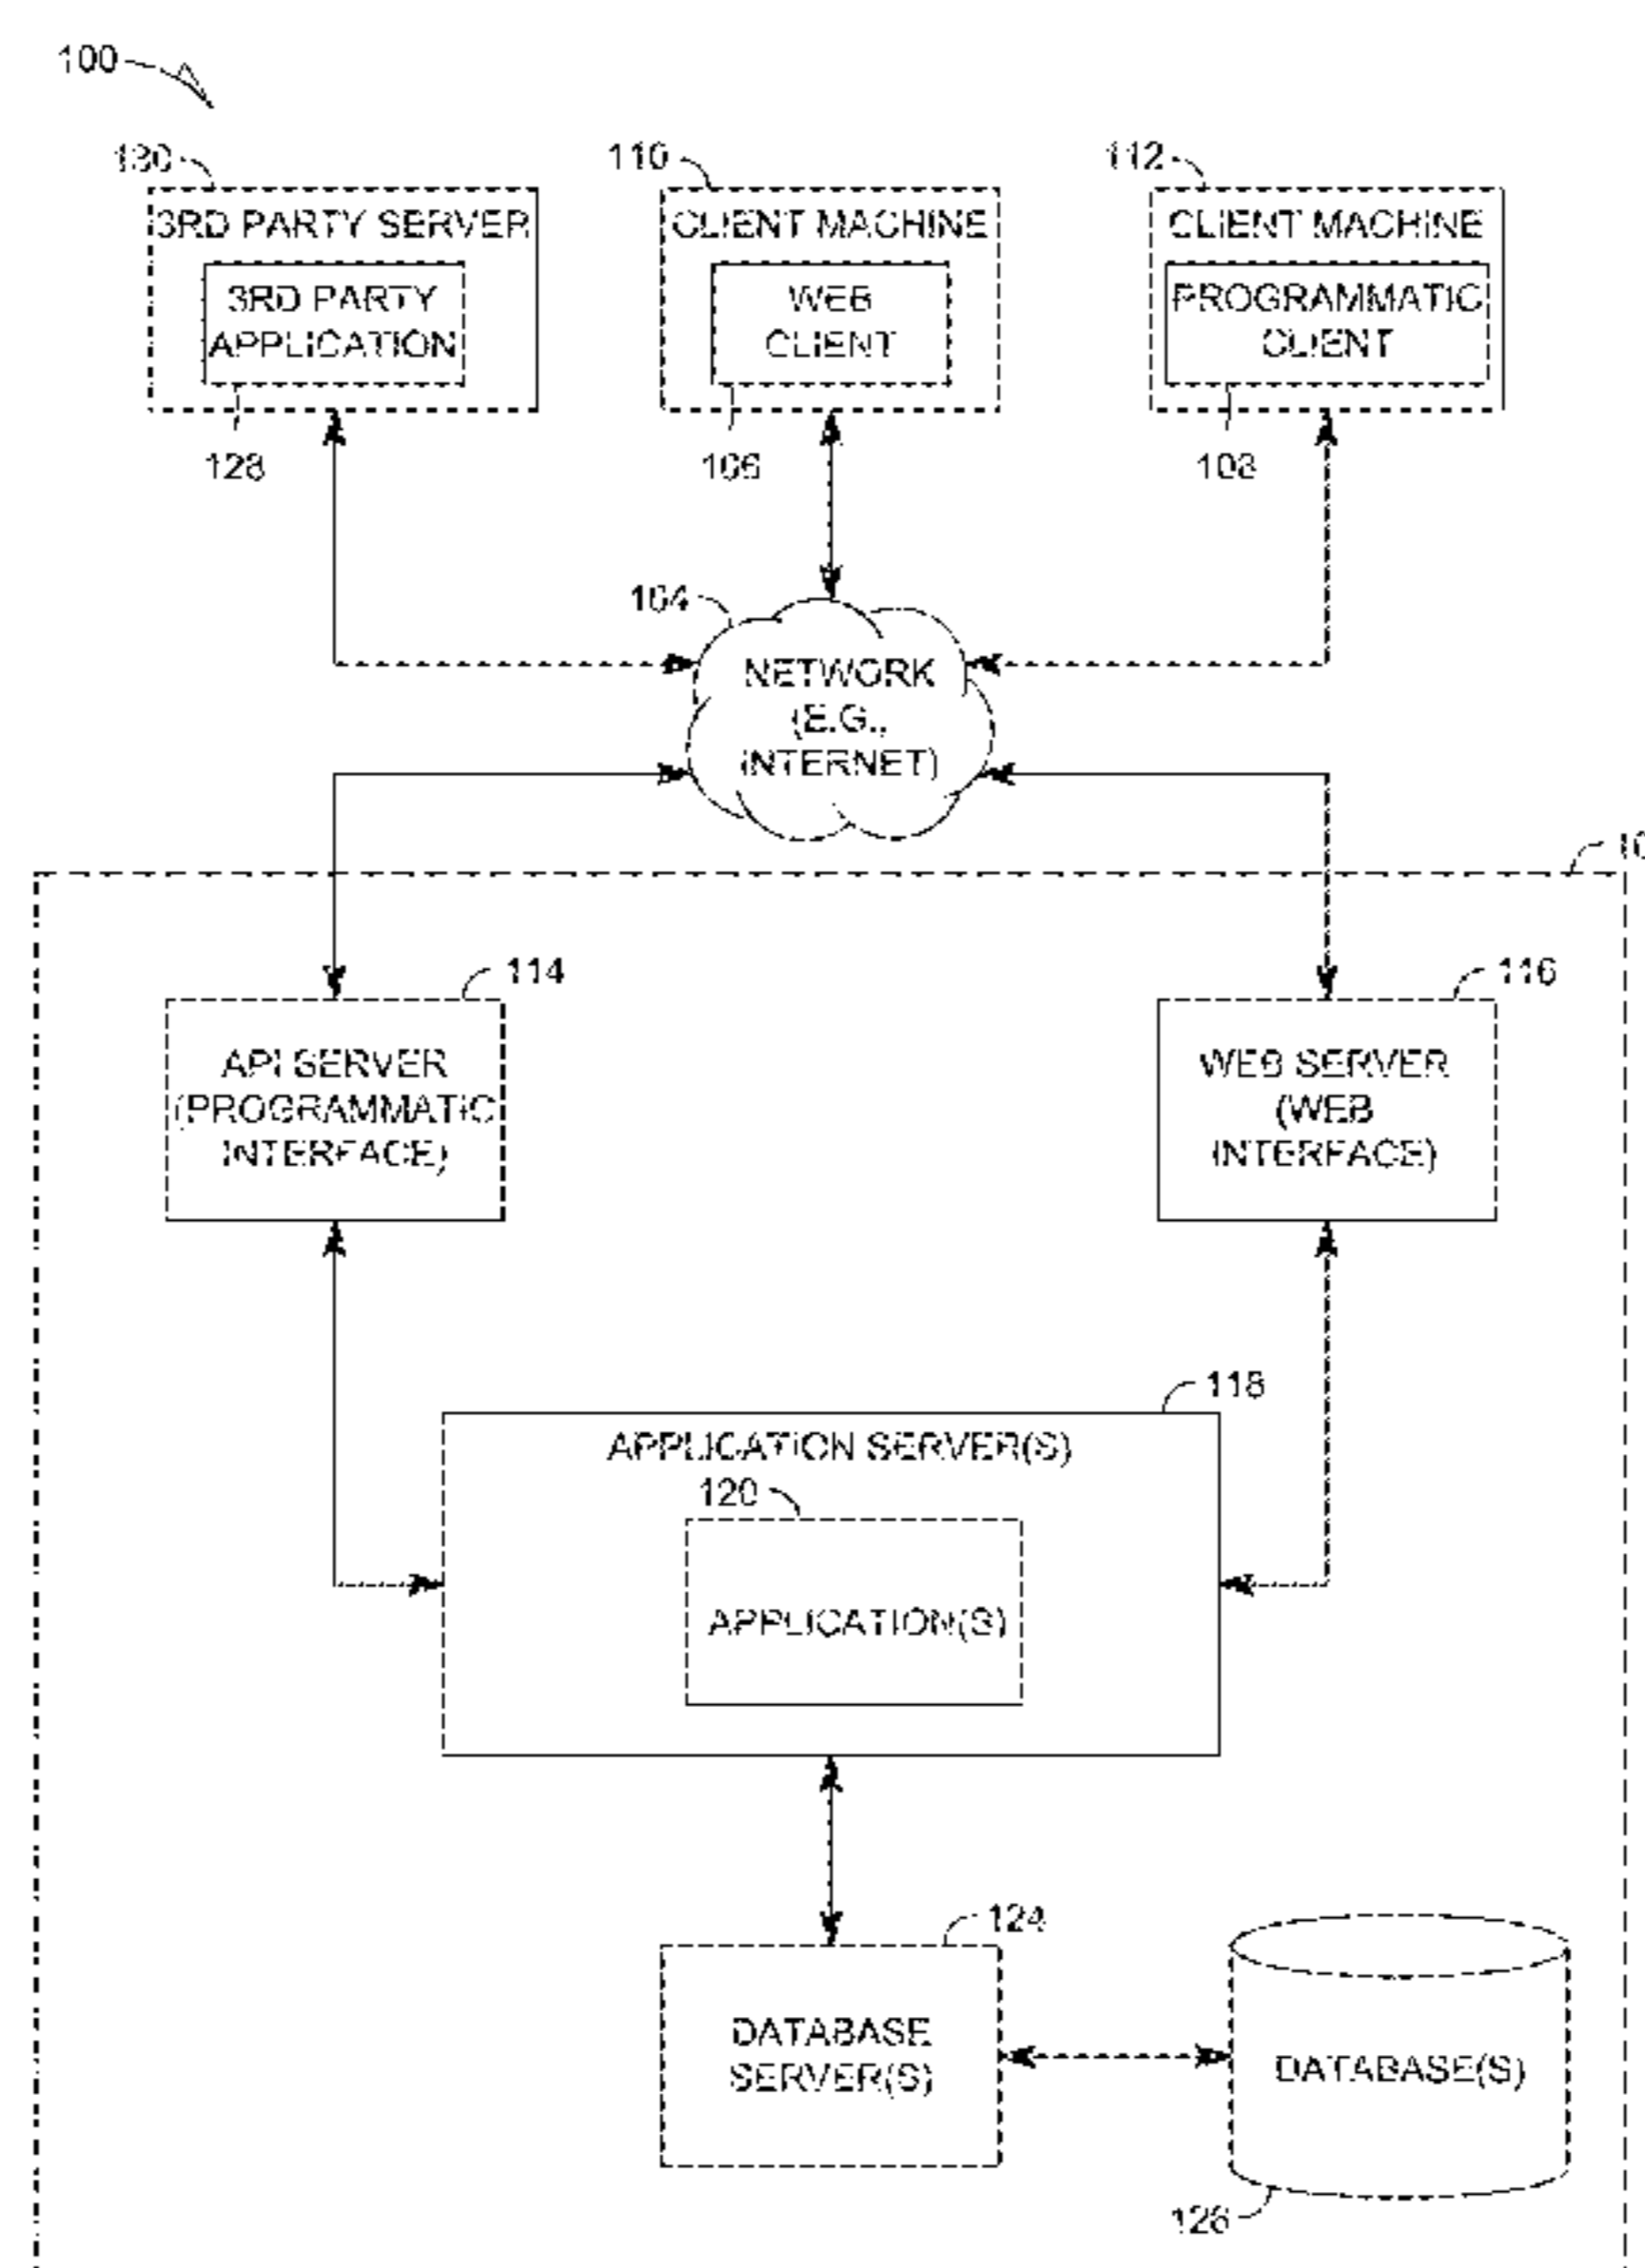 100
130
110
112
3RD PARTY SERVER
CLIENT MACHINE
CLIENT MACHINE
3RD PARTY
APPLICATION
WEB
CLIENT
PROGRAMMATIC
CLIENT
128
106
108
104
NETWORK
(E.G.,
INTERNET)
114
116
API SERVER
(PROGRAMMATIC
INTERFACE)
WEB SERVER
(WEB
INTERFACE)
118
APPLICATION SERVER(S)
120
APPLICATION(S)
124
DATABASE
SERVER(S)
DATABASE(S)
126